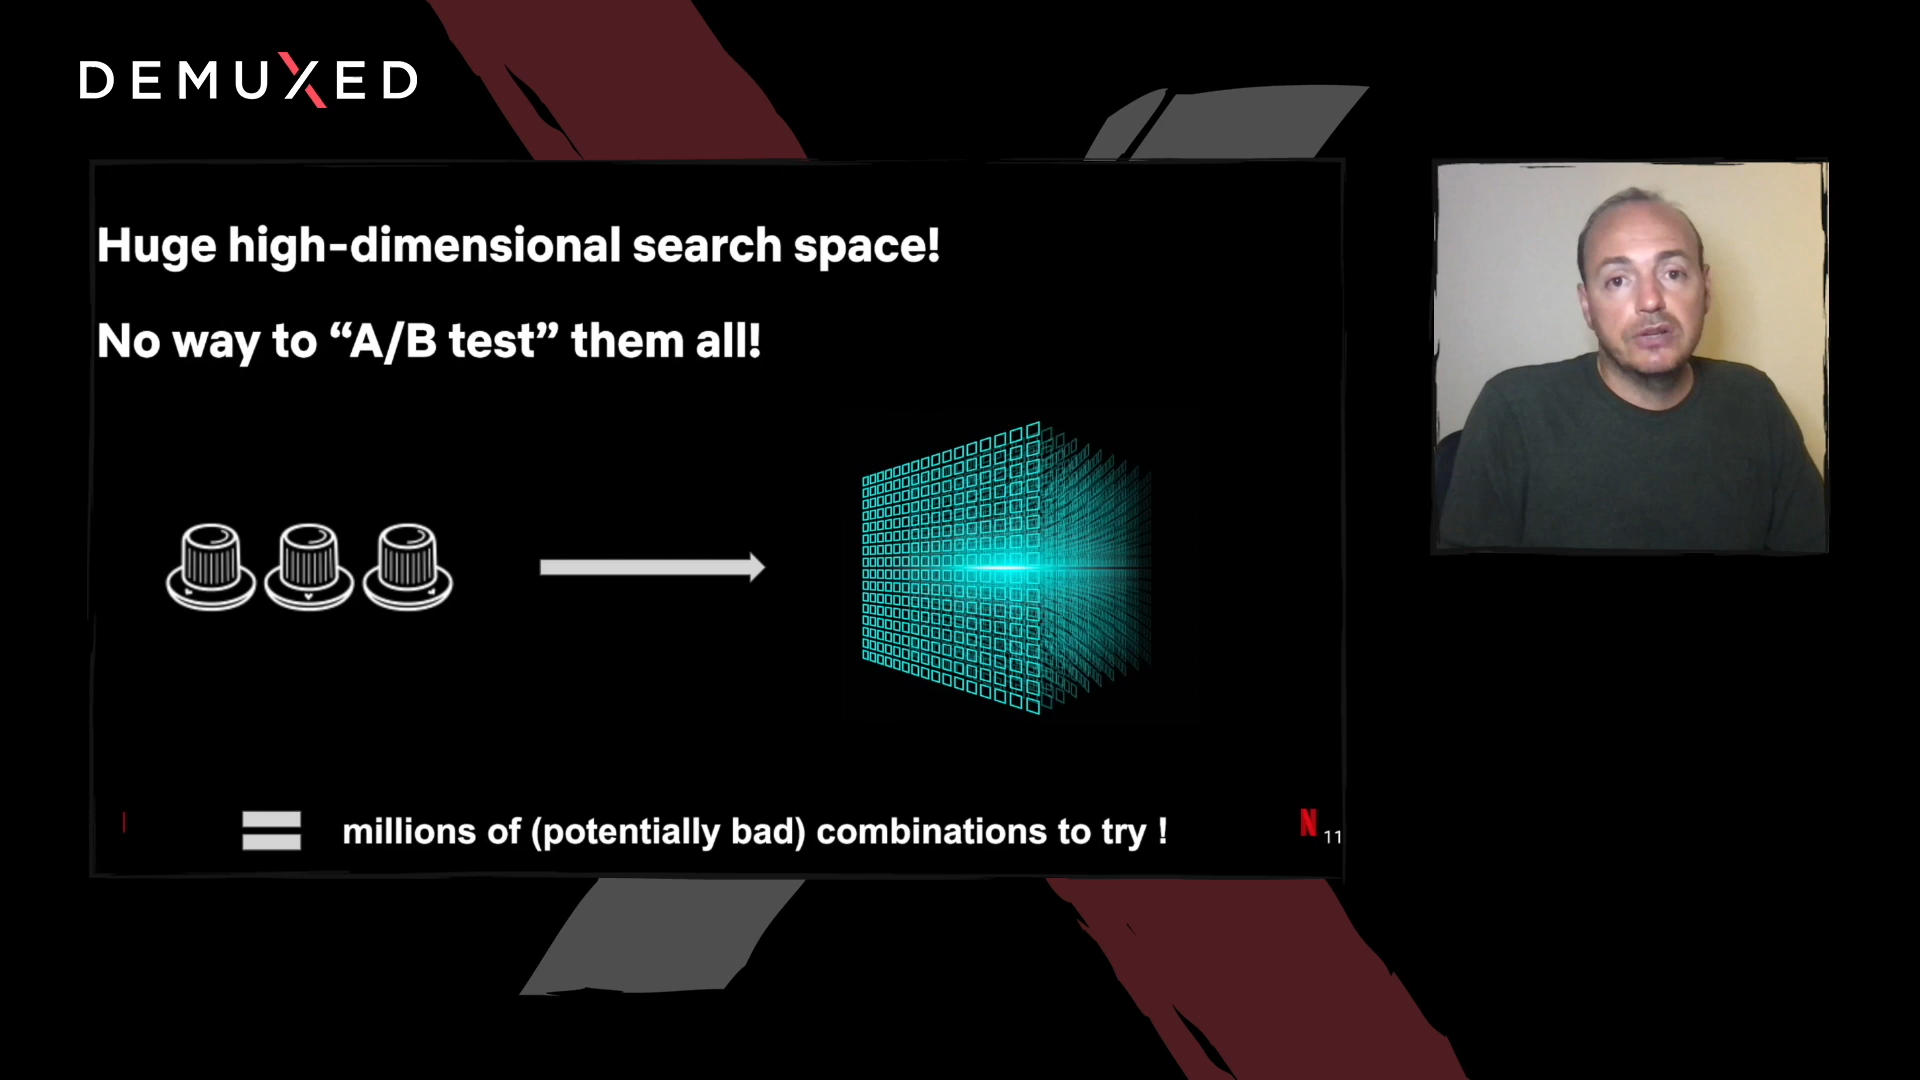 DEMUXED
Huge high-dimensional search space!
No way to “A/B test” them all!
millions of (potentially bad) combinations to try !
N
11